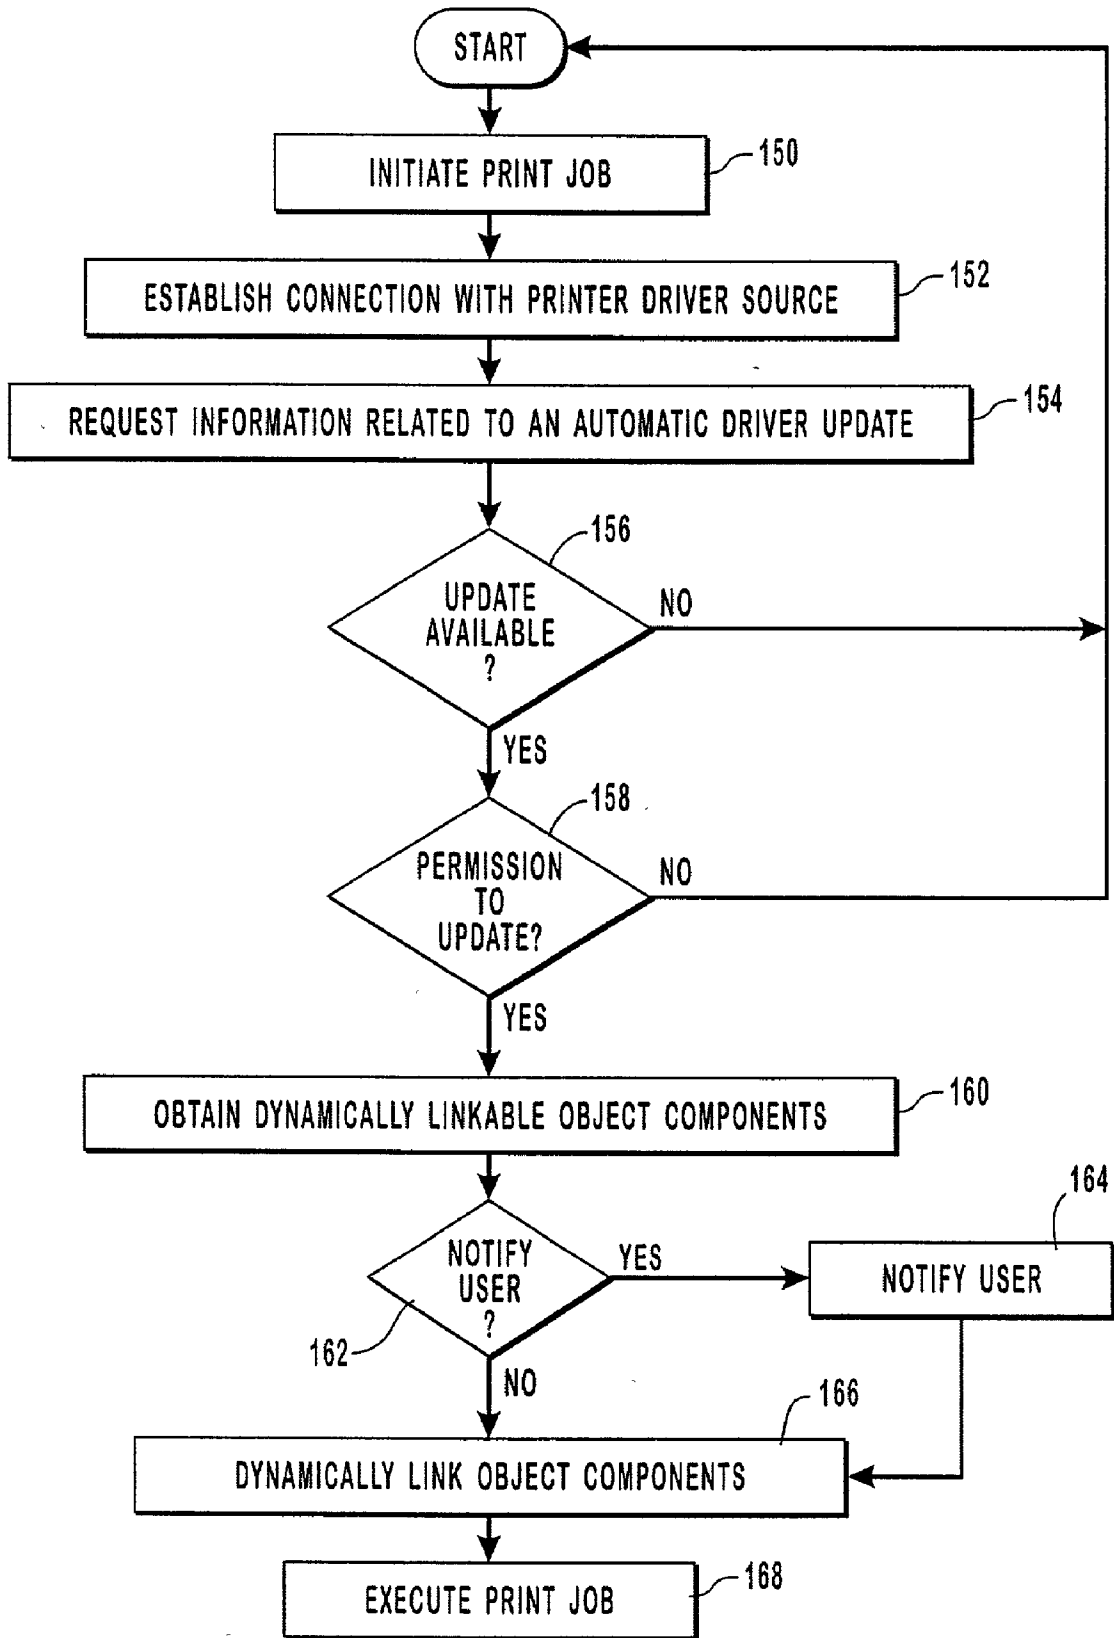 START
INITIATE PRINT JOB
150
ESTABLISH CONNECTION WITH PRINTER DRIVER SOURCE
152
REQUEST INFORMATION RELATED TO AN AUTOMATIC DRIVER UPDATE
154
156
UPDATE
AVAILABLE
?
NO
YES
158
PERMISSION
TO
UPDATE?
NO
YES
OBTAIN DYNAMICALLY LINKABLE OBJECT COMPONENTS
160
NOTIFY
USER
?
162
YES
164
NOTIFY USER
NO
166
DYNAMICALLY LINK OBJECT COMPONENTS
EXECUTE PRINT JOB
168